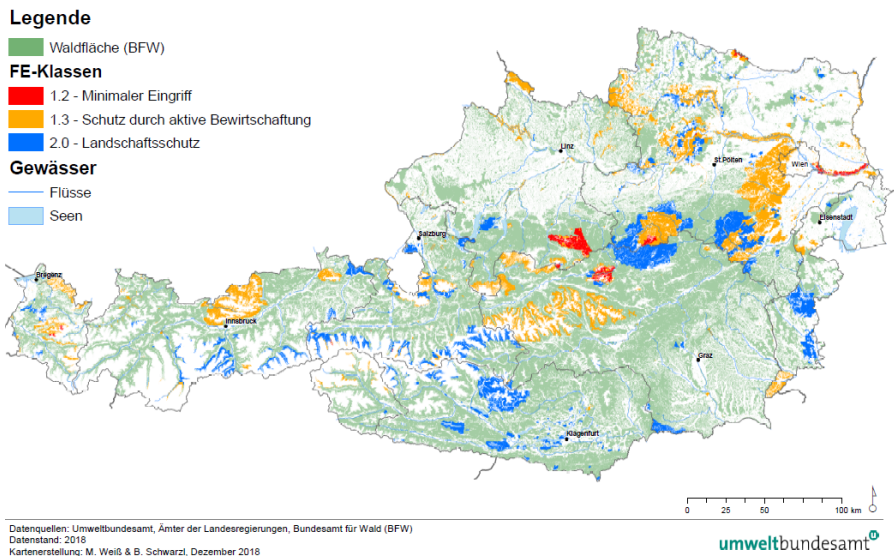 Legende
Waldfläche (BFW)
FE-Klassen
1.2 - Minimaler Eingriff
1.3 - Schutz durch aktive Bewirtschaftung
2.0 - Landschaftsschutz
Gewässer
Flüsse
Seen
Linz
St.Pölten
Wien
Eisenstadt
Salzburg
Bregenz
Innsbruck
Graz
Klagenfurt
0 25 50 75 100 km
Datenquellen: Umweltbundesamt, Ämter der Landesregierungen, Bundesamt für Wald (BFW)
Datenstand: 2018
Kartenerstellung: M. Weiß & B. Schwarzl, Dezember 2018
umweltbundesamt u